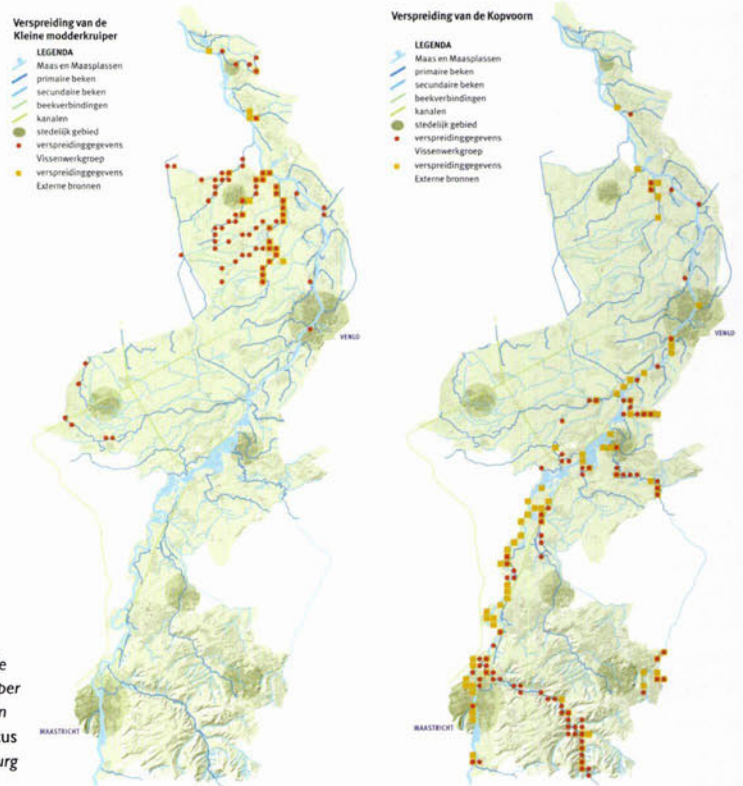 Verspreiding van de
Kleine modderkruiper
LEGENDA
Maas en Maasplassen
primaire beken
secundaire beken
beekverbindingen
kanalen
stedelijk gebied
verspreidinggegevens
Vissenwerkgroep
verspreidinggegevens
Externe bronnen
VENLO
MAASTRICHT
Verspreiding van de Kopvoorn
LEGENDA
Maas en Maasplassen
primaire beken
secundaire beken
beekverbindingen
kanalen
stedelijk gebied
verspreidinggegevens
Vissenwerkgroep
verspreidinggegevens
Externe bronnen
VENLO
MAASTRICHT